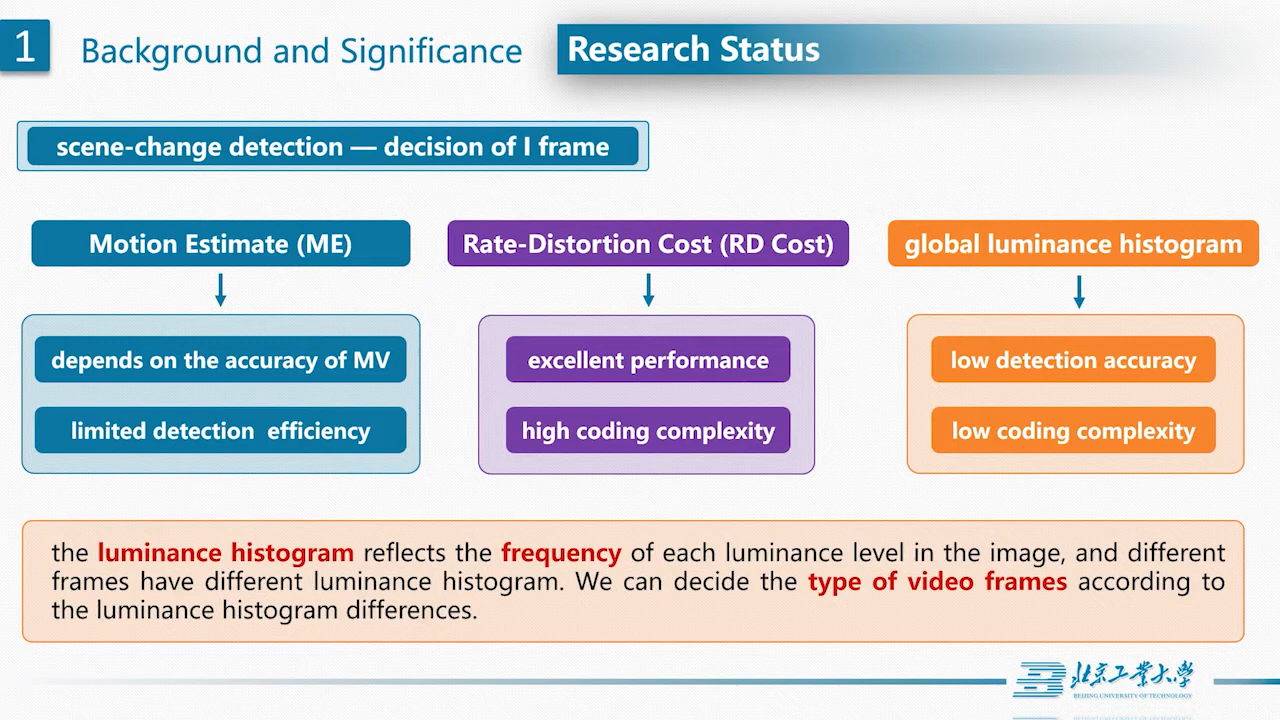 1
Background and Significance
Research Status
scene-change detection — decision of I frame
Motion Estimate (ME)
depends on the accuracy of MV
limited detection efficiency
Rate-Distortion Cost (RD Cost)
excellent performance
high coding complexity
global luminance histogram
low detection accuracy
low coding complexity
the luminance histogram reflects the frequency of each luminance level in the image, and different
frames have different luminance histogram. We can decide the type of video frames according to
the luminance histogram differences.
北京工业大学
BEIJING UNIVERSITY OF TECHNOLOGY